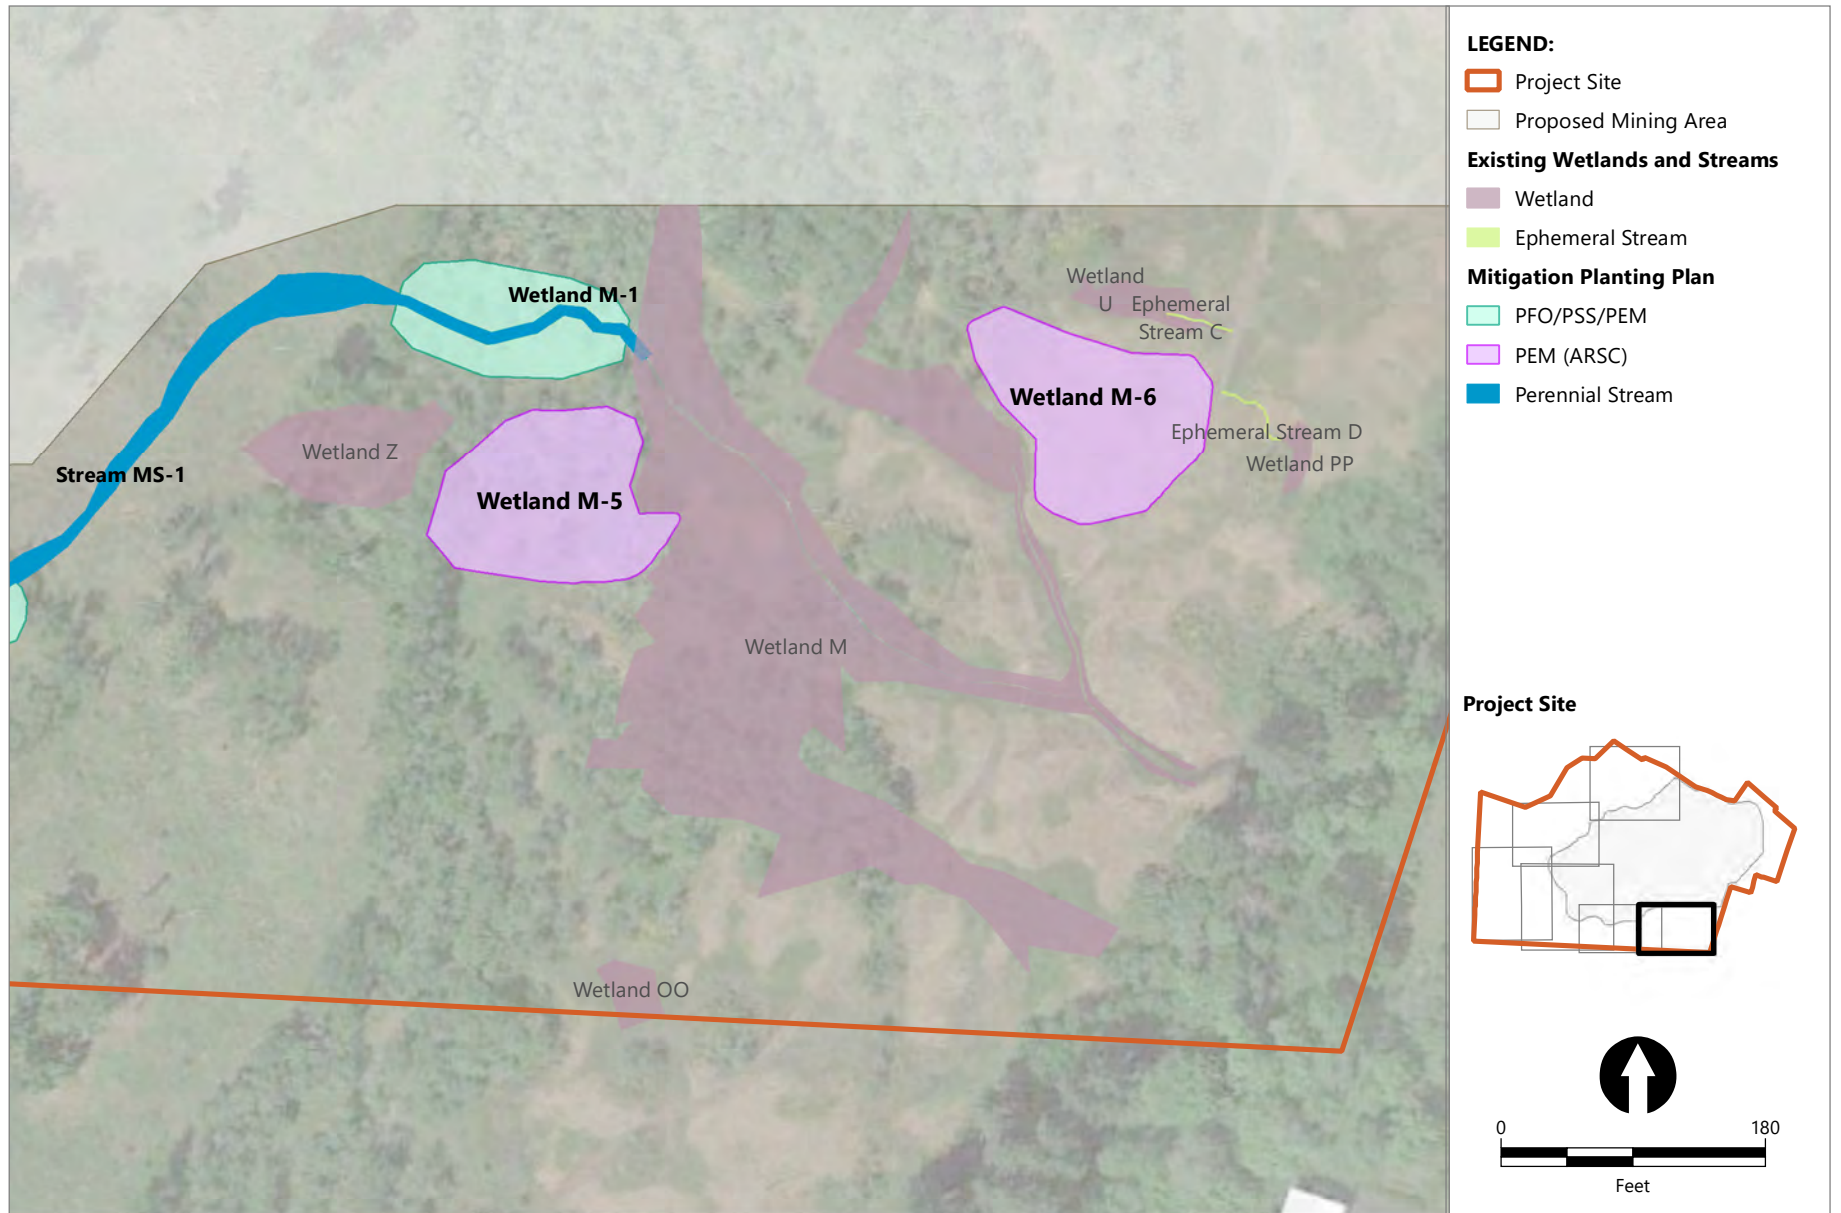 LEGEND:
Project Site
Proposed Mining Area
Existing Wetlands and Streams
Wetland
Ephemeral Stream
Mitigation Planting Plan
PFO/PSS/PEM
PEM (ARSC)
Perennial Stream
Wetland
U
Ephemeral
Stream C
Wetland M-1
Wetland M-6
Ephemeral Stream D
Wetland PP
Wetland Z
Stream MS-1
Wetland M-5
Wetland M
Wetland OO
Project Site
0 180
Feet